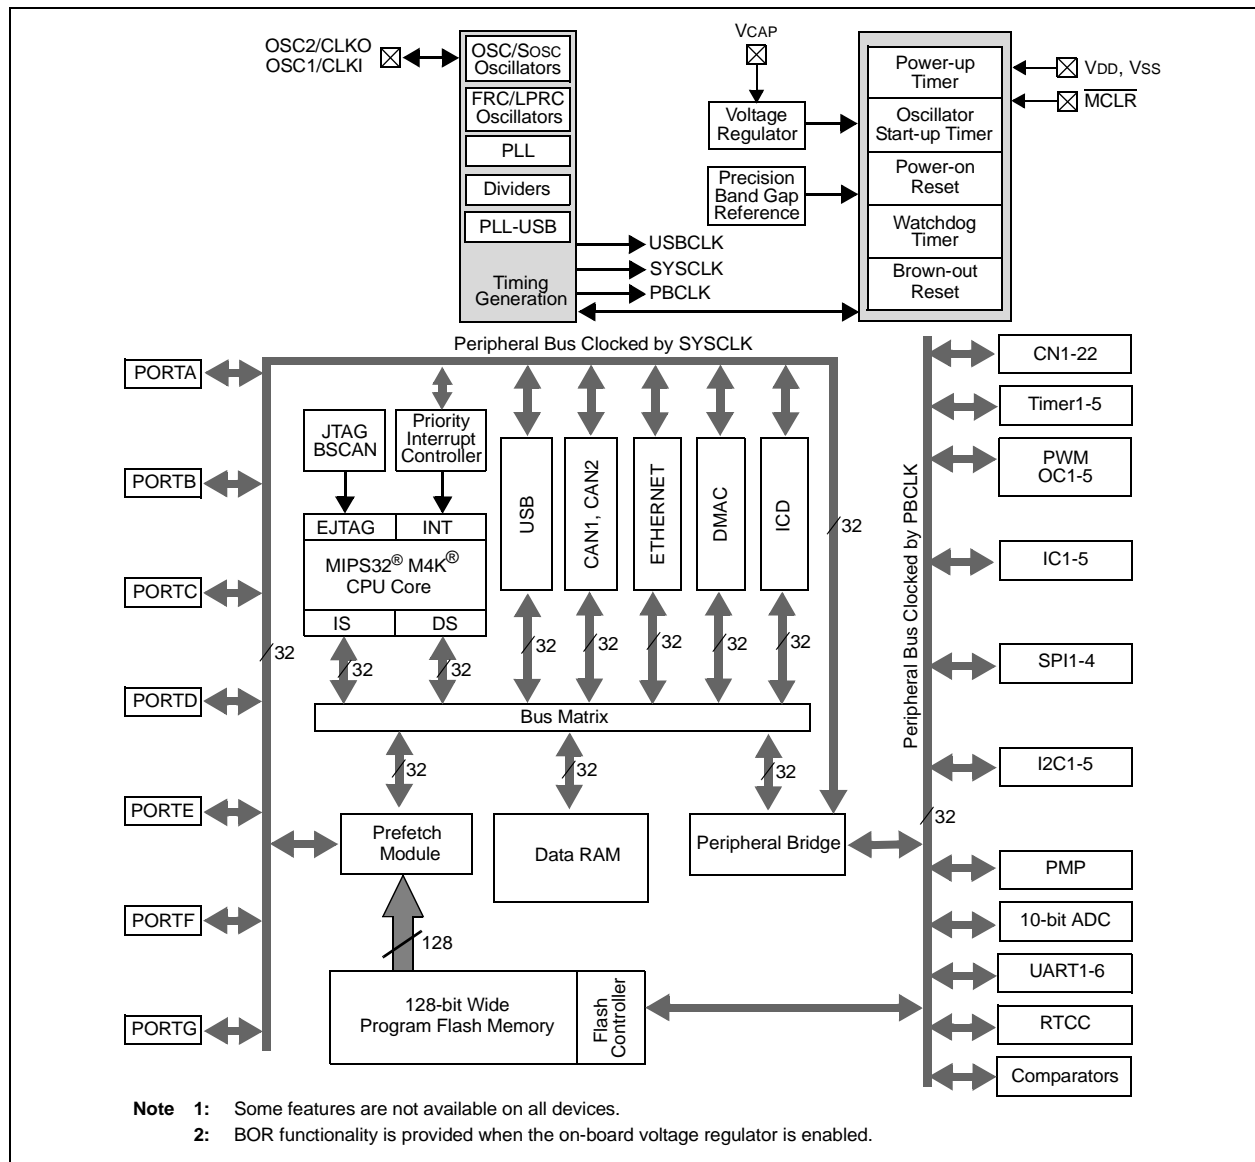 OSC2/CLKO
OSC1/CLKI
OSC/SOSC
Oscillators
FRC/LPRC
Oscillators
PLL
Dividers
PLL-USB
Timing
Generation
USBCLK
SYSCLK
PBCLK
VCAP
Voltage
Regulator
Precision
Band Gap
Reference
Power-up
Timer
Oscillator
Start-up Timer
Power-on
Reset
Watchdog
Timer
Brown-out
Reset
VDD, VSS
MCLR
Peripheral Bus Clocked by SYSCLK
PORTA
PORTB
PORTC
PORTD
PORTE
PORTF
PORTG
32
JTAG
BSCAN
Priority
Interrupt
Controller
EJTAG
INT
MIPS32® M4K®
CPU Core
IS
DS
USB
CAN1, CAN2
ETHERNET
DMAC
ICD
32
32
32
32
32
32
32
32
Bus Matrix
32
32
32
Prefetch
Module
Data RAM
Peripheral Bridge
128
128-bit Wide
Program Flash Memory
Flash
Controller
Peripheral Bus Clocked by PBCLK
32
CN1-22
Timer1-5
PWM
OC1-5
IC1-5
SPI1-4
I2C1-5
PMP
10-bit ADC
UART1-6
RTCC
Comparators
Note 1: Some features are not available on all devices.
2: BOR functionality is provided when the on-board voltage regulator is enabled.